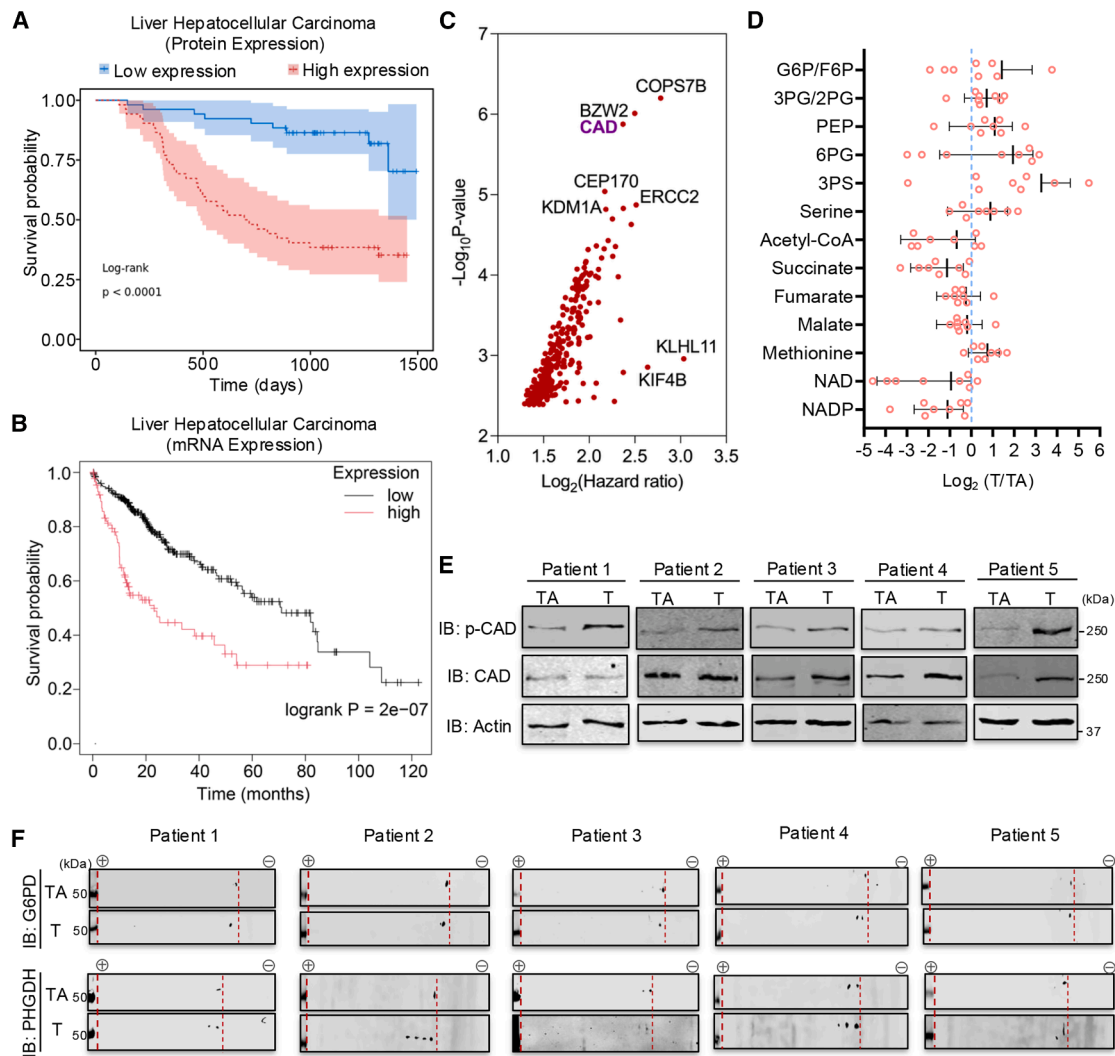 A
Liver Hepatocellular Carcinoma
(Protein Expression)
Low expression
High expression
Survival probability
1.00
0.75
0.50
0.25
0.00
Log-rank
p < 0.0001
0
500
1000
1500
Time (days)
B
Liver Hepatocellular Carcinoma
(mRNA Expression)
Expression
low
high
Survival probability
1.0
0.8
0.6
0.4
0.2
0.0
logrank P = 2e−07
0
20
40
60
80
100
120
Time (months)
C
-Log10P-value
7
6
5
4
3
2
COPS7B
BZW2
CAD
CEP170
ERCC2
KDM1A
KLHL11
KIF4B
1.0
1.5
2.0
2.5
3.0
3.5
Log2(Hazard ratio)
D
G6P/F6P
3PG/2PG
PEP
6PG
3PS
Serine
Acetyl-CoA
Succinate
Fumarate
Malate
Methionine
NAD
NADP
-5 -4 -3 -2 -1 0 1 2 3 4 5 6
Log2 (T/TA)
E
Patient 1 Patient 2 Patient 3 Patient 4 Patient 5
TA T TA T TA T TA T TA T (kDa)
IB: p-CAD
250
IB: CAD
250
IB: Actin
37
F
Patient 1 Patient 2 Patient 3 Patient 4 Patient 5
(kDa) ⊕ ⊖ ⊕ ⊖ ⊕ ⊖ ⊕ ⊖ ⊕ ⊖
IB: G6PD
TA 50
T 50
⊕ ⊖ ⊕ ⊖ ⊕ ⊖ ⊕ ⊖ ⊕ ⊖
IB: PHGDH
TA 50
T 50